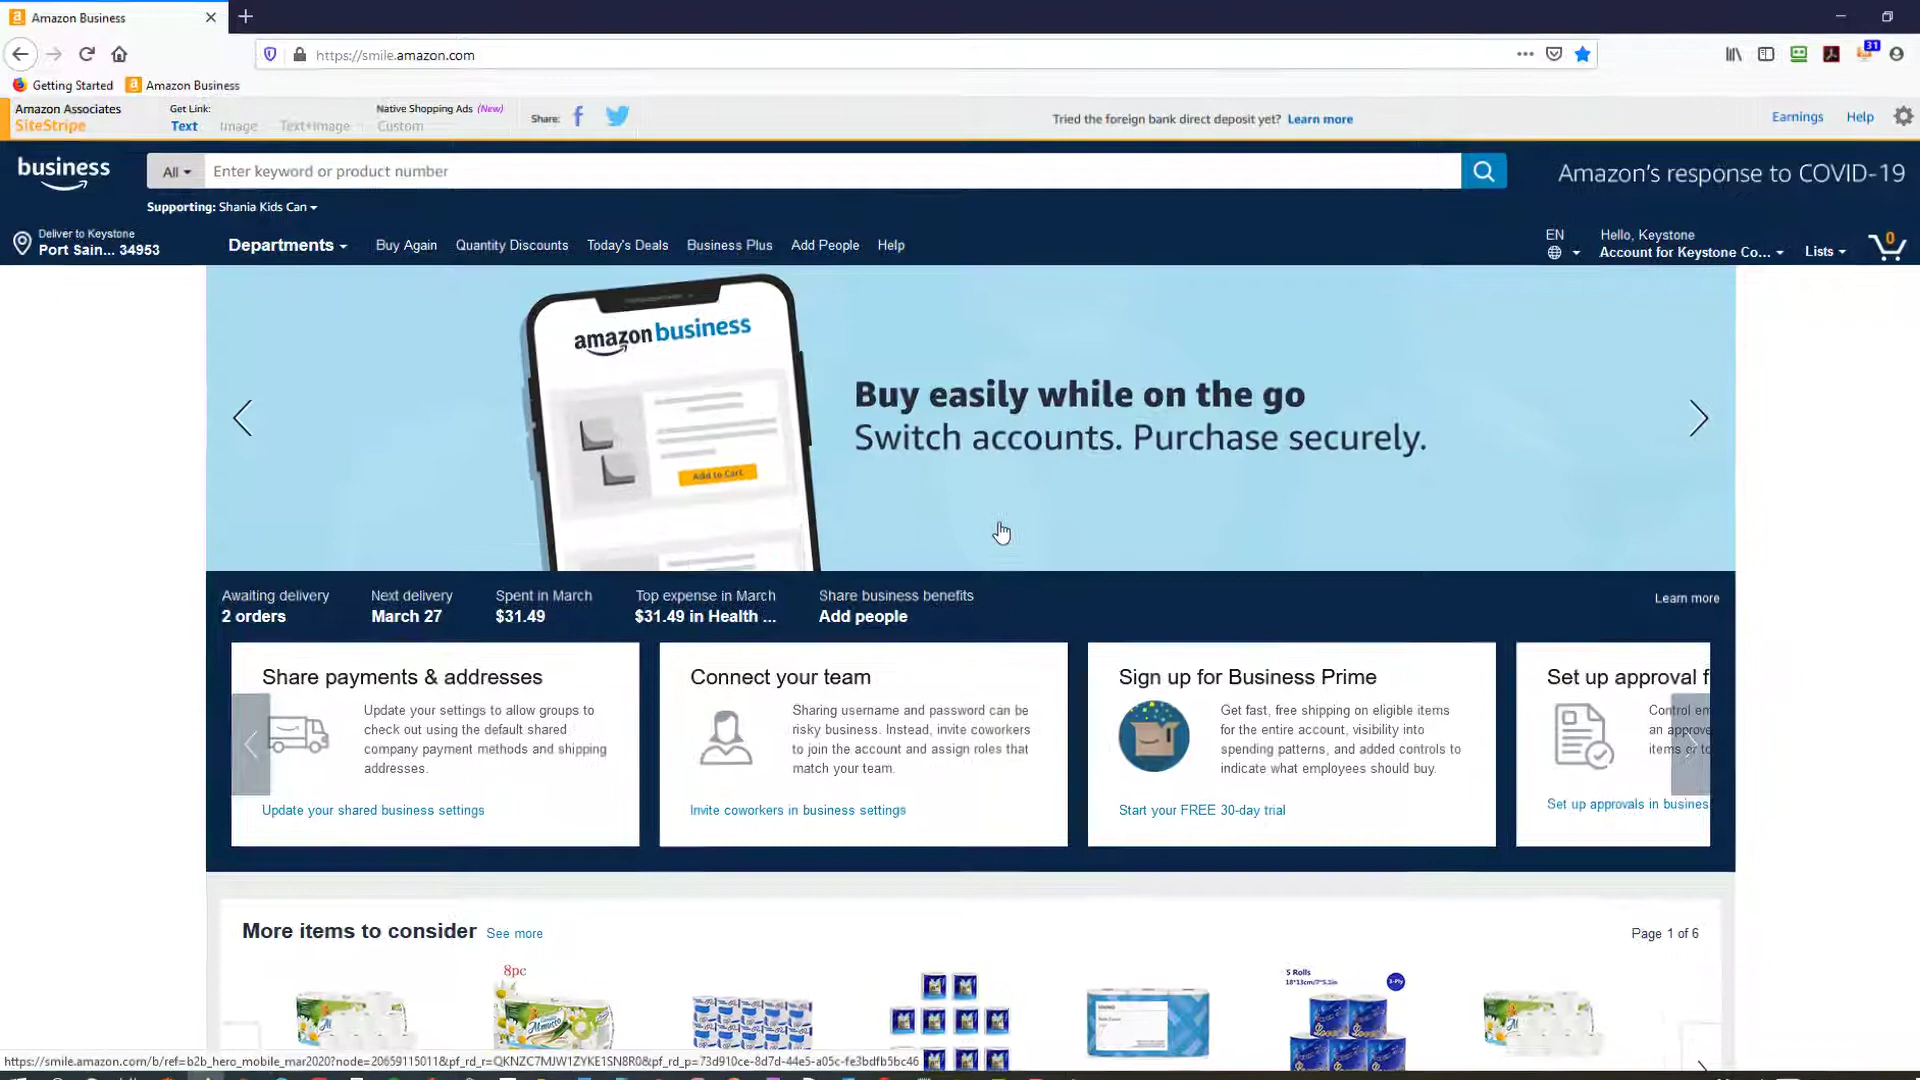 Amazon Business
https://smile.amazon.com
31
Getting Started
Amazon Business
Amazon Associates
SiteStripe
Get Link:
Text
Image
Text+Image
Native Shopping Ads (New)
Custom
Share:
Tried the foreign bank direct deposit yet? Learn more
Earnings
Help
business
All
Enter keyword or product number
Amazon's response to COVID-19
Supporting: Shania Kids Can
Deliver to Keystone
Port Sain... 34953
Departments
Buy Again
Quantity Discounts
Today's Deals
Business Plus
Add People
Help
EN
Hello, Keystone
Account for Keystone Co...
Lists
0
amazon business
Add to Cart
Buy easily while on the go
Switch accounts. Purchase securely.
Awaiting delivery
2 orders
Next delivery
March 27
Spent in March
$31.49
Top expense in March
$31.49 in Health ...
Share business benefits
Add people
Learn more
Share payments & addresses
Update your settings to allow groups to
check out using the default shared
company payment methods and shipping
addresses.
Update your shared business settings
Connect your team
Sharing username and password can be
risky business. Instead, invite coworkers
to join the account and assign roles that
match your team.
Invite coworkers in business settings
Sign up for Business Prime
Get fast, free shipping on eligible items
for the entire account, visibility into
spending patterns, and added controls to
indicate what employees should buy.
Start your FREE 30-day trial
Set up approval f
Control em
an approve
items or to
Set up approvals in busines
More items to consider
See more
Page 1 of 6
8pc
5 Rolls
18*13cm/7*5.1in
3-Ply
https://smile.amazon.com/b/ref=b2b_hero_mobile_mar2020?node=20659115011&pf_rd_r=QKNZC7MJW1ZYKE1SN8R0&pf_rd_p=73d910ce-8d7d-44e5-a05c-fe3bdfb5bc46